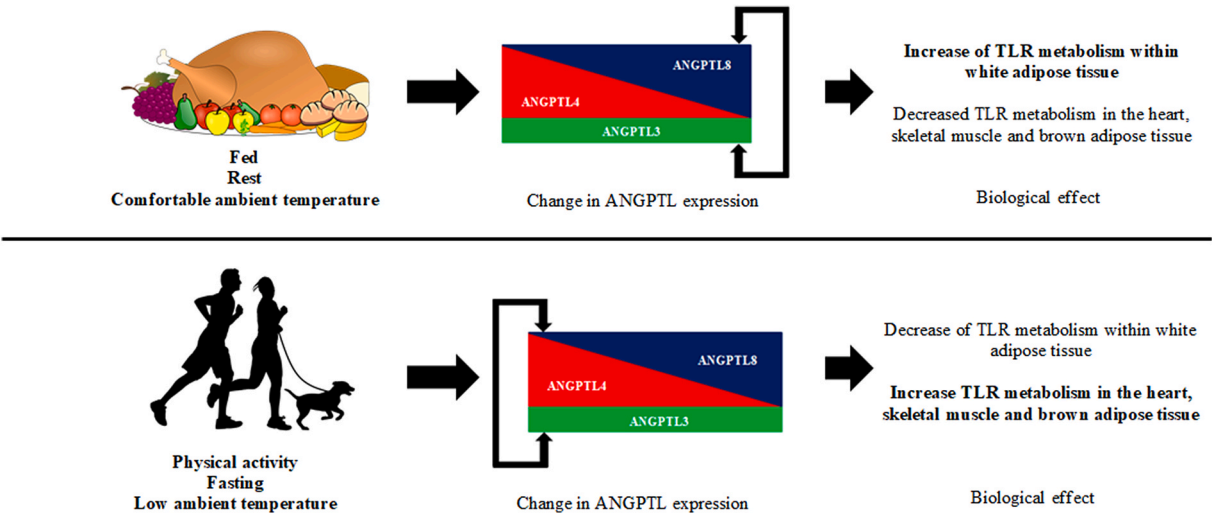 Fed
Rest
Comfortable ambient temperature
ANGPTL8
ANGPTL4
ANGPTL3
Change in ANGPTL expression
Increase of TLR metabolism within
white adipose tissue
Decreased TLR metabolism in the heart,
skeletal muscle and brown adipose tissue
Biological effect
Physical activity
Fasting
Low ambient temperature
ANGPTL8
ANGPTL4
ANGPTL3
Change in ANGPTL expression
Decrease of TLR metabolism within white
adipose tissue
Increase TLR metabolism in the heart,
skeletal muscle and brown adipose tissue
Biological effect